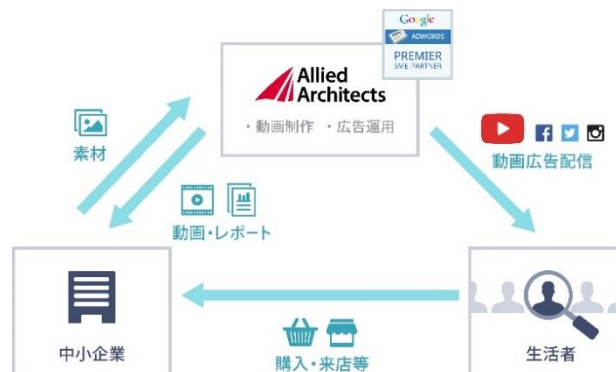 Google
ADWORDS
PREMIER
SME PARTNER
Allied
Architects
・動画制作 ・広告運用
素材
動画広告配信
動画・レポート
中小企業
購入・来店等
生活者